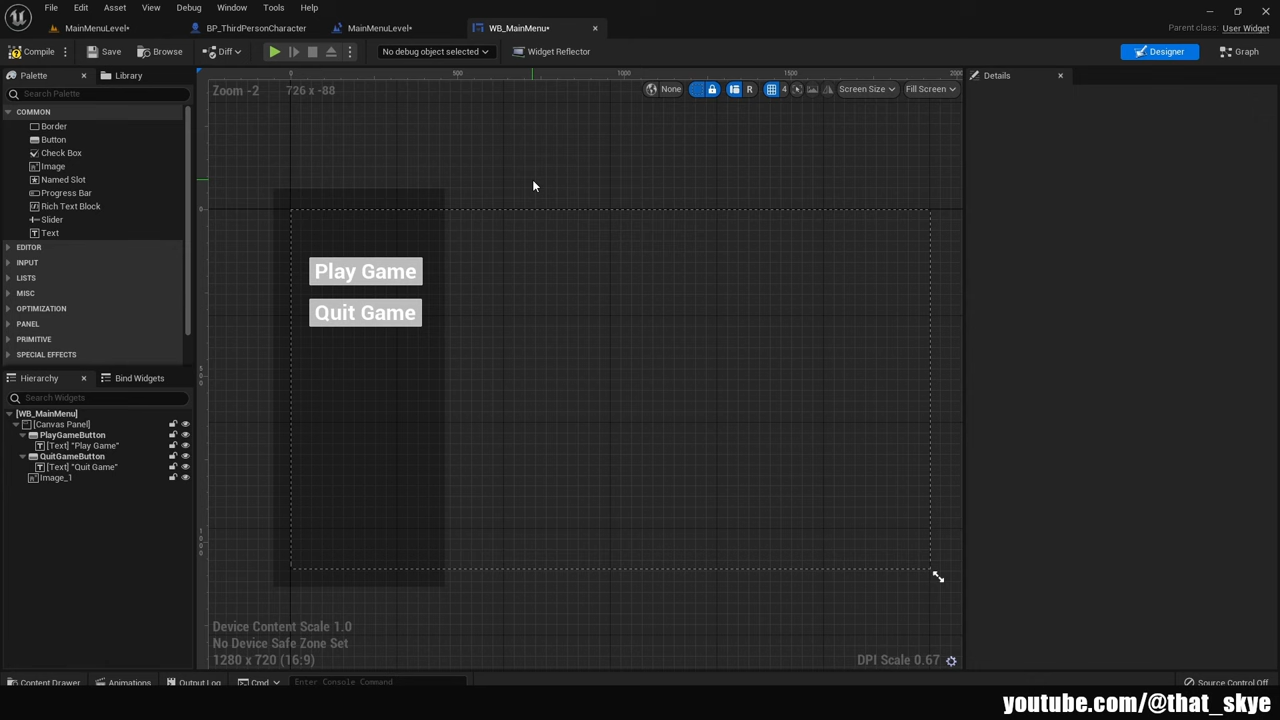 File Edit Asset View Debug Window Tools Help
MainMenuLevel* BP_ThirdPersonCharacter MainMenuLevel* WB_MainMenu* Parent class: User Widget
Compile Save Browse Diff No debug object selected Widget Reflector Designer Graph
Palette Library Details
Search Palette
COMMON
Border
Button
Check Box
Image
Named Slot
Progress Bar
Rich Text Block
Slider
Text
EDITOR
INPUT
LISTS
MISC
OPTIMIZATION
PANEL
PRIMITIVE
SPECIAL EFFECTS
Hierarchy Bind Widgets
Search Widgets
[WB_MainMenu]
[Canvas Panel]
PlayGameButton
[Text] "Play Game"
QuitGameButton
[Text] "Quit Game"
Image_1
0 500 1000 1500 2000
Zoom -2 726 x -88 None R 4 Screen Size Fill Screen
0
500
1000
Play Game
Quit Game
Device Content Scale 1.0
No Device Safe Zone Set
1280 x 720 (16:9) DPI Scale 0.67
Content Drawer Animations Output Log Cmd Enter Console Command Source Control Off
youtube.com/@that_skye